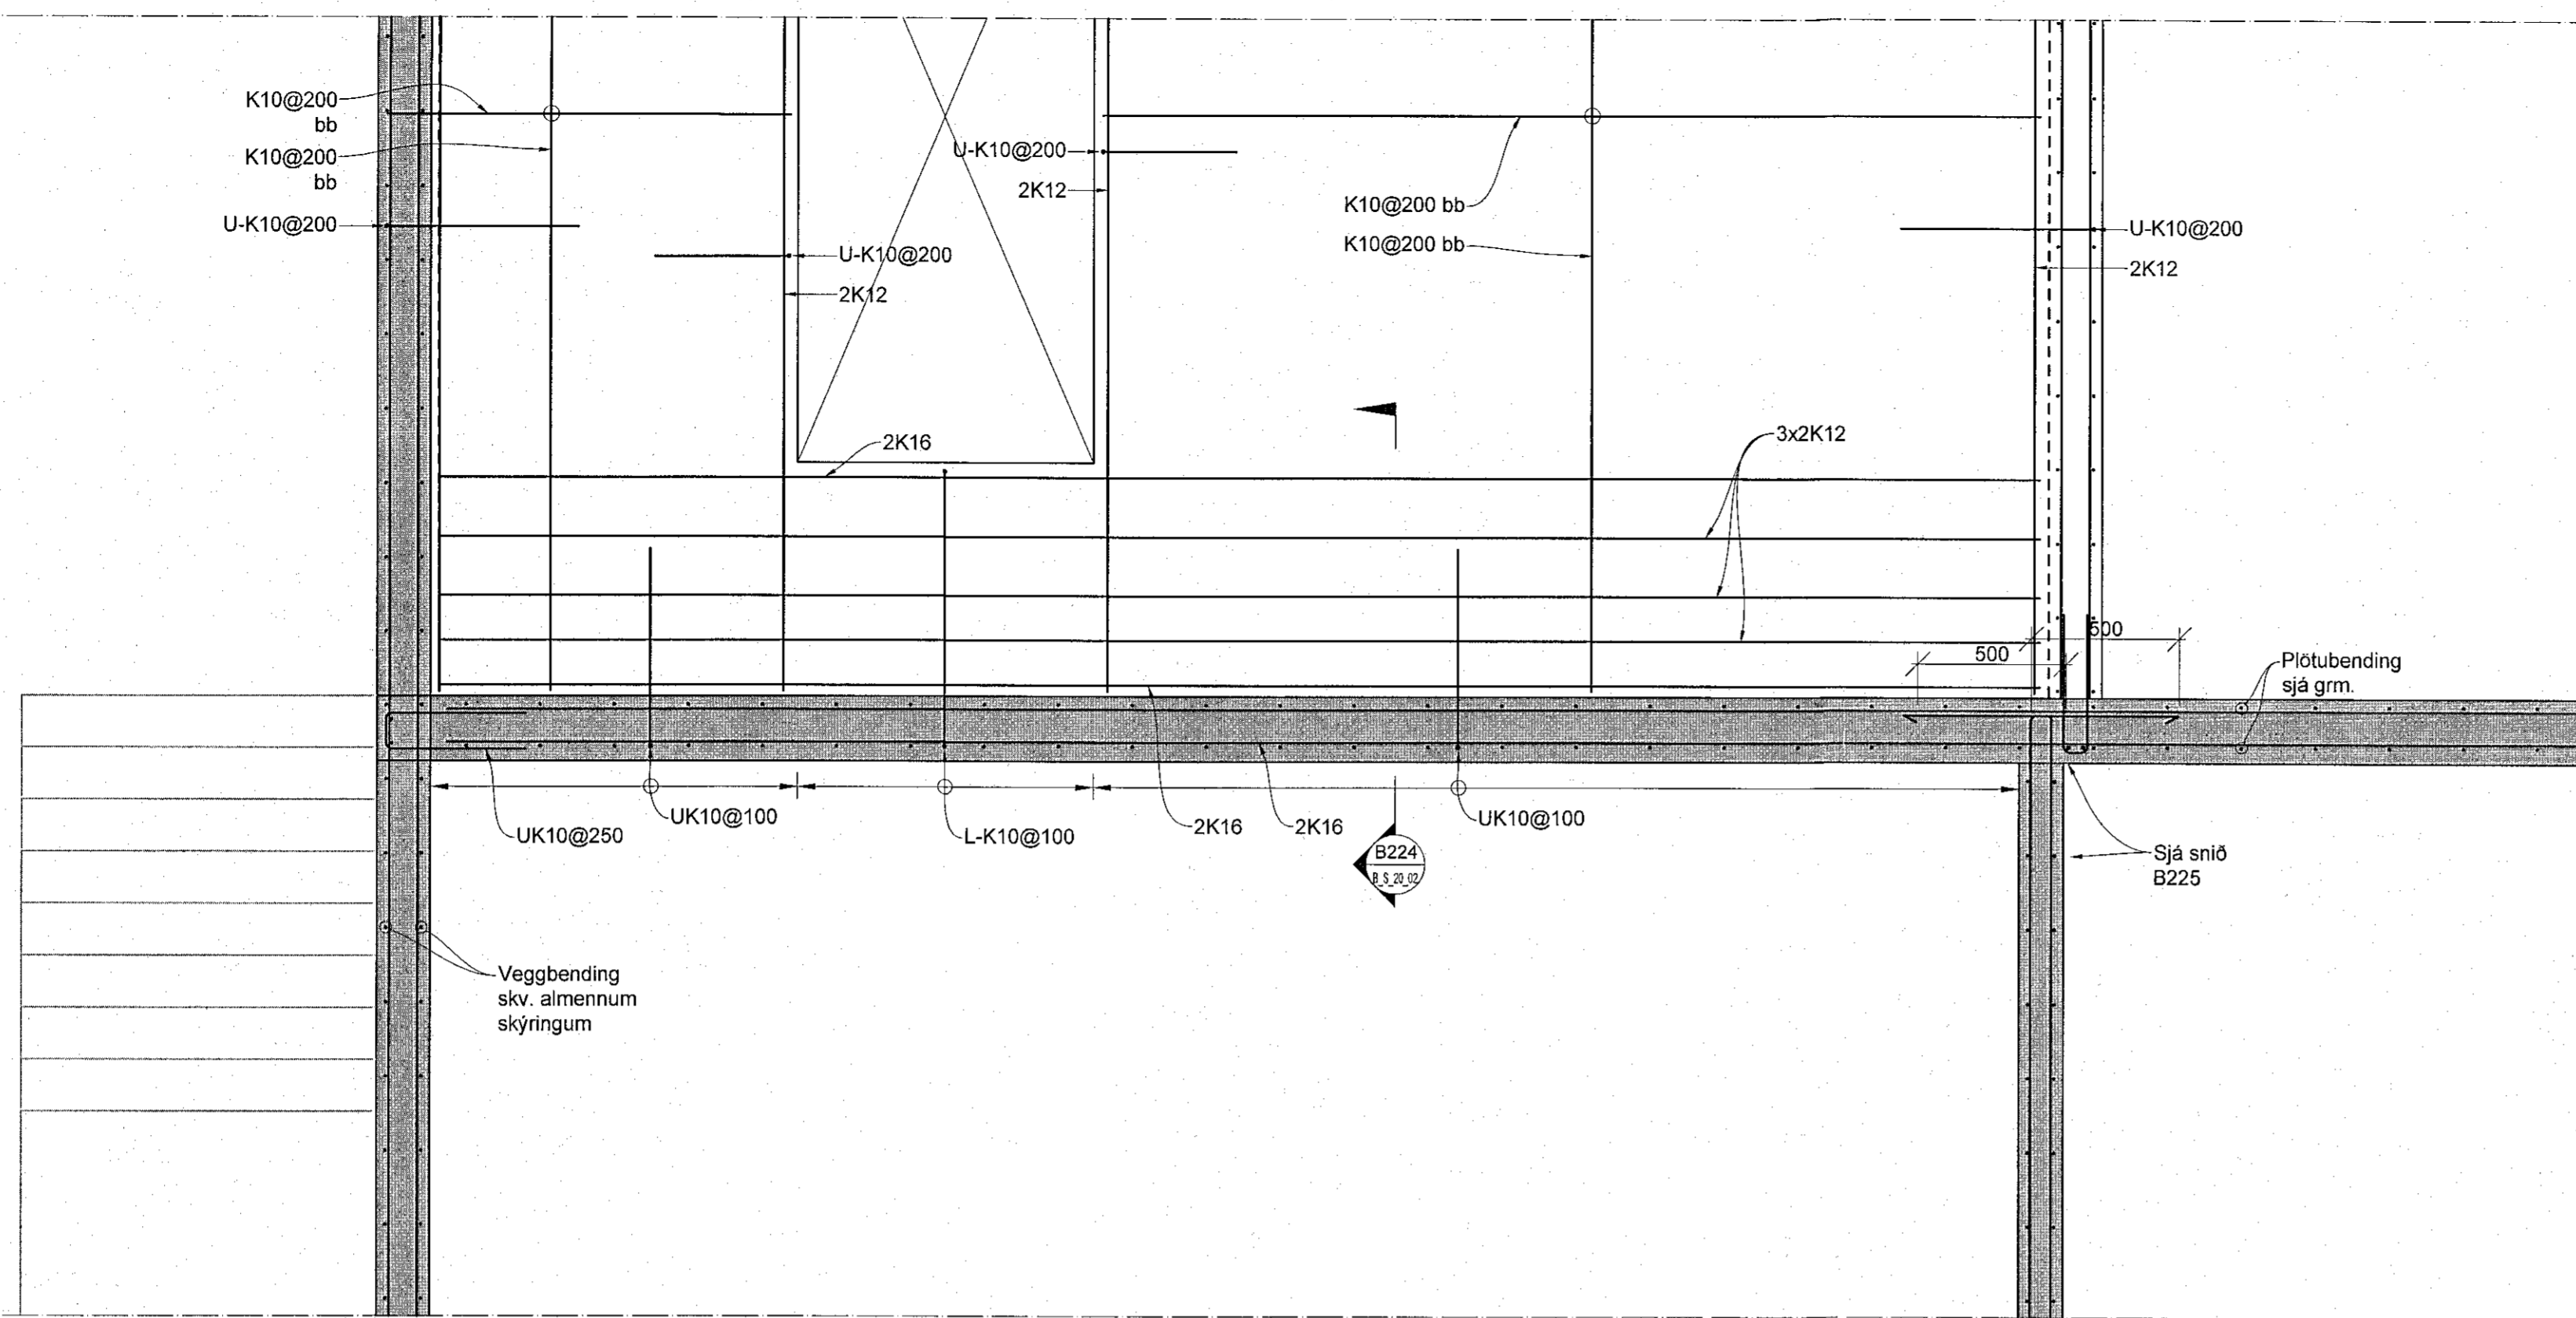 K10@200
bb
K10@200
bb
U-K10@200
U-K10@200
2K12
U-K10@200
2K12
K10@200 bb
K10@200 bb
U-K10@200
2K12
2K16
3x2K12
500
500
Plötubending
sjá grm.
UK10@250
UK10@100
L-K10@100
2K16
2K16
UK10@100
B224
B_S_20_02
Sjá snið
B225
Veggbending
skv. almennum
skýringum